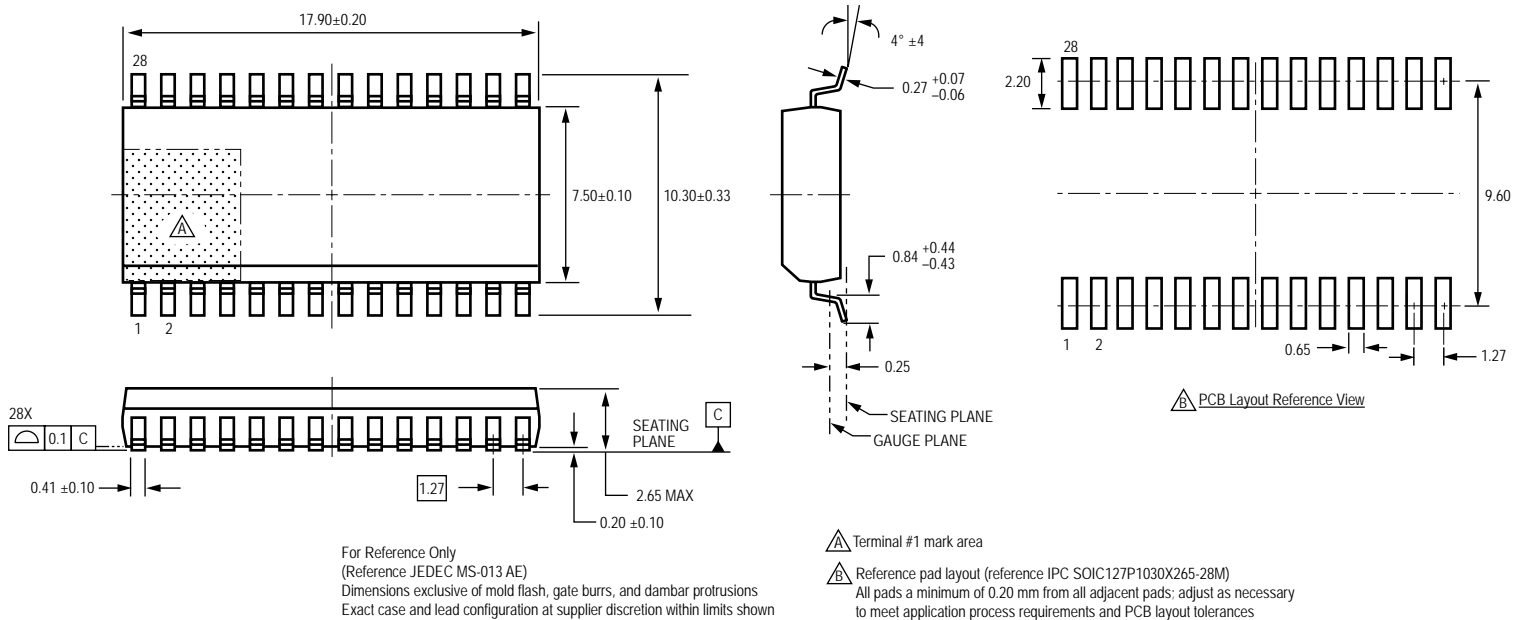 17.90±0.20
28
7.50±0.10
10.30±0.33
A
1 2
4° ±4
0.27 +0.07 –0.06
0.84 +0.44 –0.43
0.25
SEATING PLANE
GAUGE PLANE
28
2.20
9.60
1 2
0.65
1.27
B PCB Layout Reference View
28X
0.1 C
0.41 ±0.10
1.27
SEATING
PLANE
C
2.65 MAX
0.20 ±0.10
For Reference Only
(Reference JEDEC MS-013 AE)
Dimensions exclusive of mold flash, gate burrs, and dambar protrusions
Exact case and lead configuration at supplier discretion within limits shown
A Terminal #1 mark area
B Reference pad layout (reference IPC SOIC127P1030X265-28M)
All pads a minimum of 0.20 mm from all adjacent pads; adjust as necessary
to meet application process requirements and PCB layout tolerances